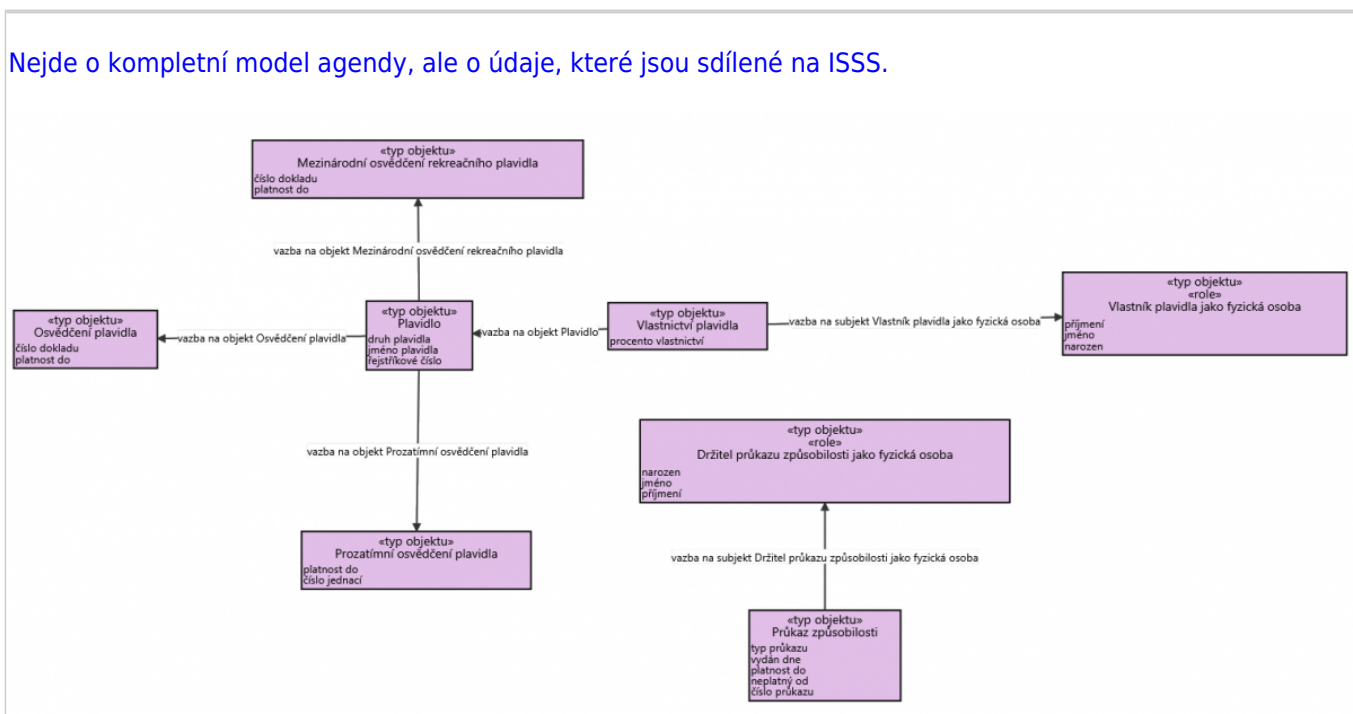 Nejde o kompletní model agendy, ale o údaje, které jsou sdílené na ISSS.
«typ objektu»
Mezinárodní osvědčení rekreačního plavidla
číslo dokladu
platnost do
vazba na objekt Mezinárodní osvědčení rekreačního plavidla
«typ objektu»
Osvědčení plavidla
číslo dokladu
platnost do
vazba na objekt Osvědčení plavidla
«typ objektu»
Plavidlo
druh plavidla
jméno plavidla
rejstříkové číslo
vazba na objekt Plavidlo
«typ objektu»
Vlastnictví plavidla
procento vlastnictví
vazba na subjekt Vlastník plavidla jako fyzická osoba
«typ objektu»
«role»
Vlastník plavidla jako fyzická osoba
příjmení
jméno
narozen
vazba na objekt Prozatímní osvědčení plavidla
«typ objektu»
Prozatímní osvědčení plavidla
platnost do
číslo jednací
«typ objektu»
«role»
Držitel průkazu způsobilosti jako fyzická osoba
narozen
jméno
příjmení
vazba na subjekt Držitel průkazu způsobilosti jako fyzická osoba
«typ objektu»
Průkaz způsobilosti
typ průkazu
vydán dne
platnost do
neplatný od
číslo průkazu